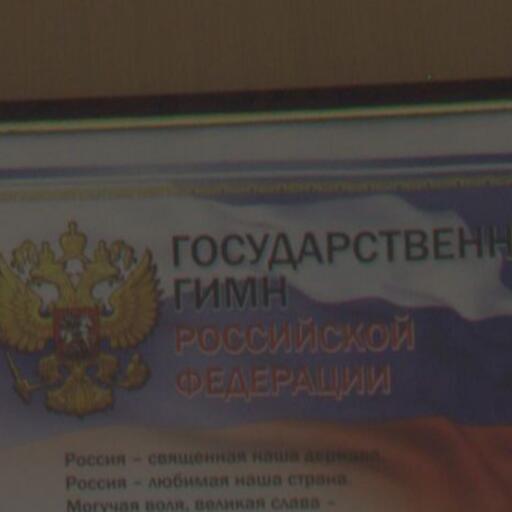 ГОСУДАРСТВЕНН
ГИМН
РОССИЙСКОЙ
ФЕДЕРАЦИИ
Россия – священная наша держава,
Россия – любимая наша страна.
Могучая воля, великая слава –